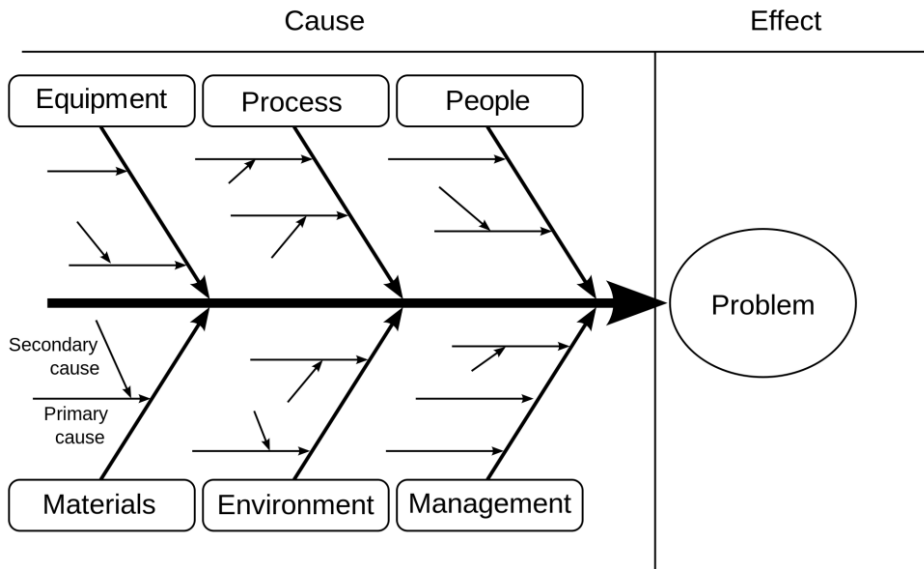 Cause
Effect
Equipment
Process
People
Problem
Secondary
cause
Primary
cause
Materials
Environment
Management